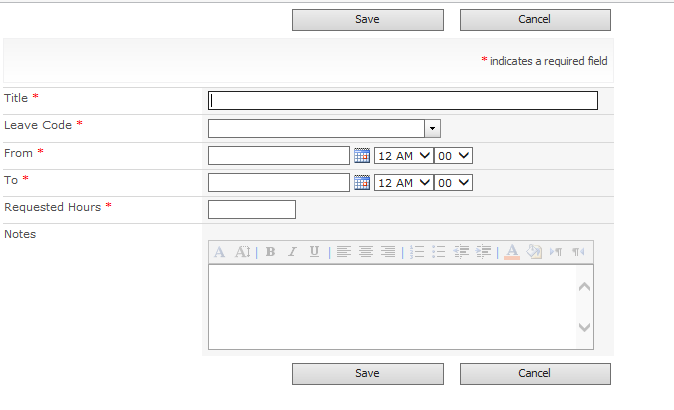 Save Cancel
* indicates a required field
Title *
Leave Code *
From * 12 AM 00
To * 12 AM 00
Requested Hours *
Notes
A A B I U A
Save Cancel